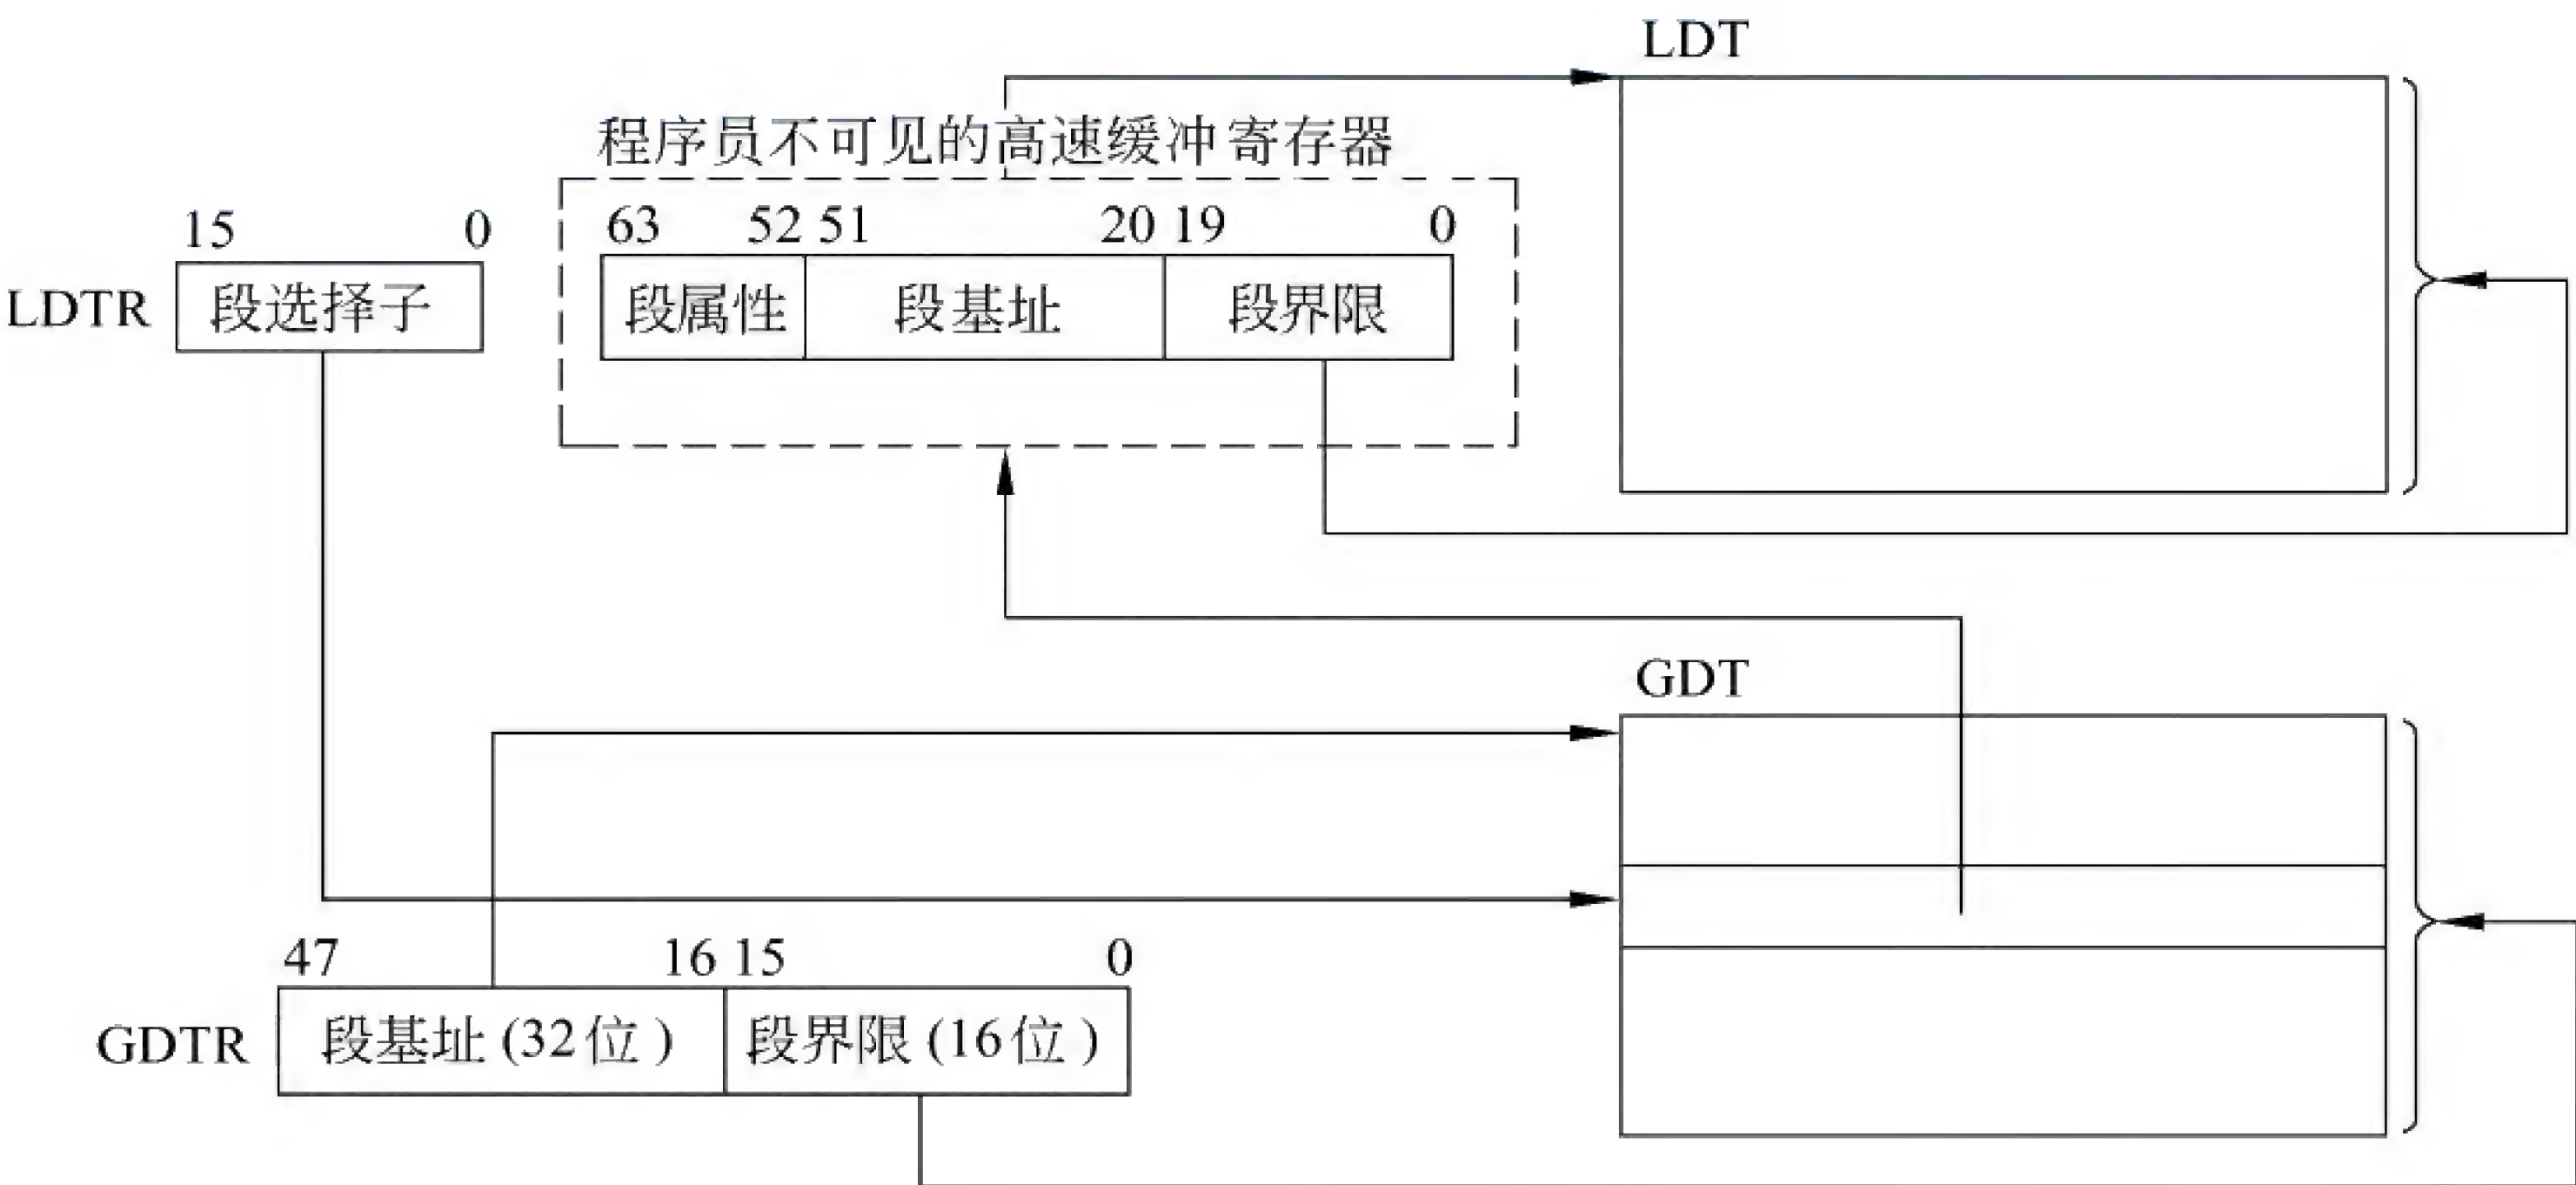 LDT
程序员不可见的高速缓冲寄存器
15 0
63 52 51 20 19 0
LDTR 段选择子
段属性 段基址 段界限
GDT
47 16 15 0
GDTR 段基址(32位) 段界限(16位)